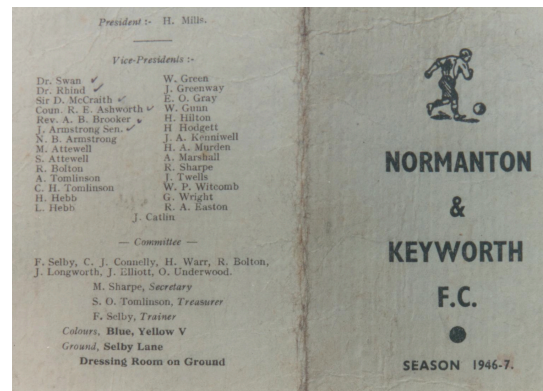 President :- H. Mills.
Vice-Presidents :-
Dr. Swan
Dr. Rhind
Sir D. McCraith
Coun. R. E. Ashworth
Rev. A. B. Brooker
J. Armstrong Sen.
N. B. Armstrong
M. Attewell
S. Attewell
R. Bolton
A. Tomlinson
C. H. Tomlinson
H. Hebb
L. Hebb
W. Green
J. Greenway
E. O. Gray
W. Gunn
H. Hilton
H Hodgett
J. A. Kenniwell
H. A. Murden
A. Marshall
R. Sharpe
J. Twells
W. P. Witcomb
G. Wright
R. A. Easton
J. Catlin
— Committee —
F. Selby, C. J. Connelly, H. Warr, R. Bolton,
J. Longworth, J. Elliott, O. Underwood.
M. Sharpe, Secretary
S. O. Tomlinson, Treasurer
F. Selby, Trainer
Colours, Blue, Yellow V
Ground, Selby Lane
Dressing Room on Ground
NORMANTON
&
KEYWORTH
F.C.
SEASON 1946-7.